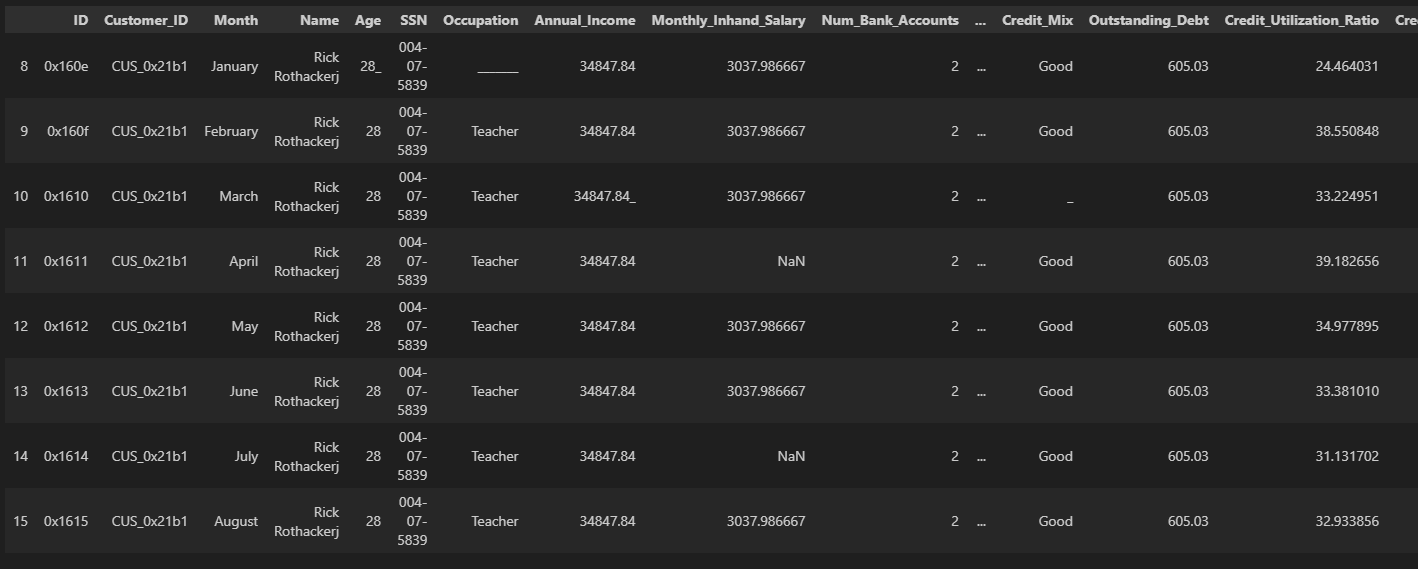 ID Customer_ID Month Name Age SSN Occupation Annual_Income Monthly_Inhand_Salary Num_Bank_Accounts ... Credit_Mix Outstanding_Debt Credit_Utilization_Ratio Cre
8 0x160e CUS_0x21b1 January Rick Rothackerj 28_ 004-07-5839 _______ 34847.84 3037.986667 2 ... Good 605.03 24.464031
9 0x160f CUS_0x21b1 February Rick Rothackerj 28 004-07-5839 Teacher 34847.84 3037.986667 2 ... Good 605.03 38.550848
10 0x1610 CUS_0x21b1 March Rick Rothackerj 28 004-07-5839 Teacher 34847.84_ 3037.986667 2 ... _ 605.03 33.224951
11 0x1611 CUS_0x21b1 April Rick Rothackerj 28 004-07-5839 Teacher 34847.84 NaN 2 ... Good 605.03 39.182656
12 0x1612 CUS_0x21b1 May Rick Rothackerj 28 004-07-5839 Teacher 34847.84 3037.986667 2 ... Good 605.03 34.977895
13 0x1613 CUS_0x21b1 June Rick Rothackerj 28 004-07-5839 Teacher 34847.84 3037.986667 2 ... Good 605.03 33.381010
14 0x1614 CUS_0x21b1 July Rick Rothackerj 28 004-07-5839 Teacher 34847.84 NaN 2 ... Good 605.03 31.131702
15 0x1615 CUS_0x21b1 August Rick Rothackerj 28 004-07-5839 Teacher 34847.84 3037.986667 2 ... Good 605.03 32.933856